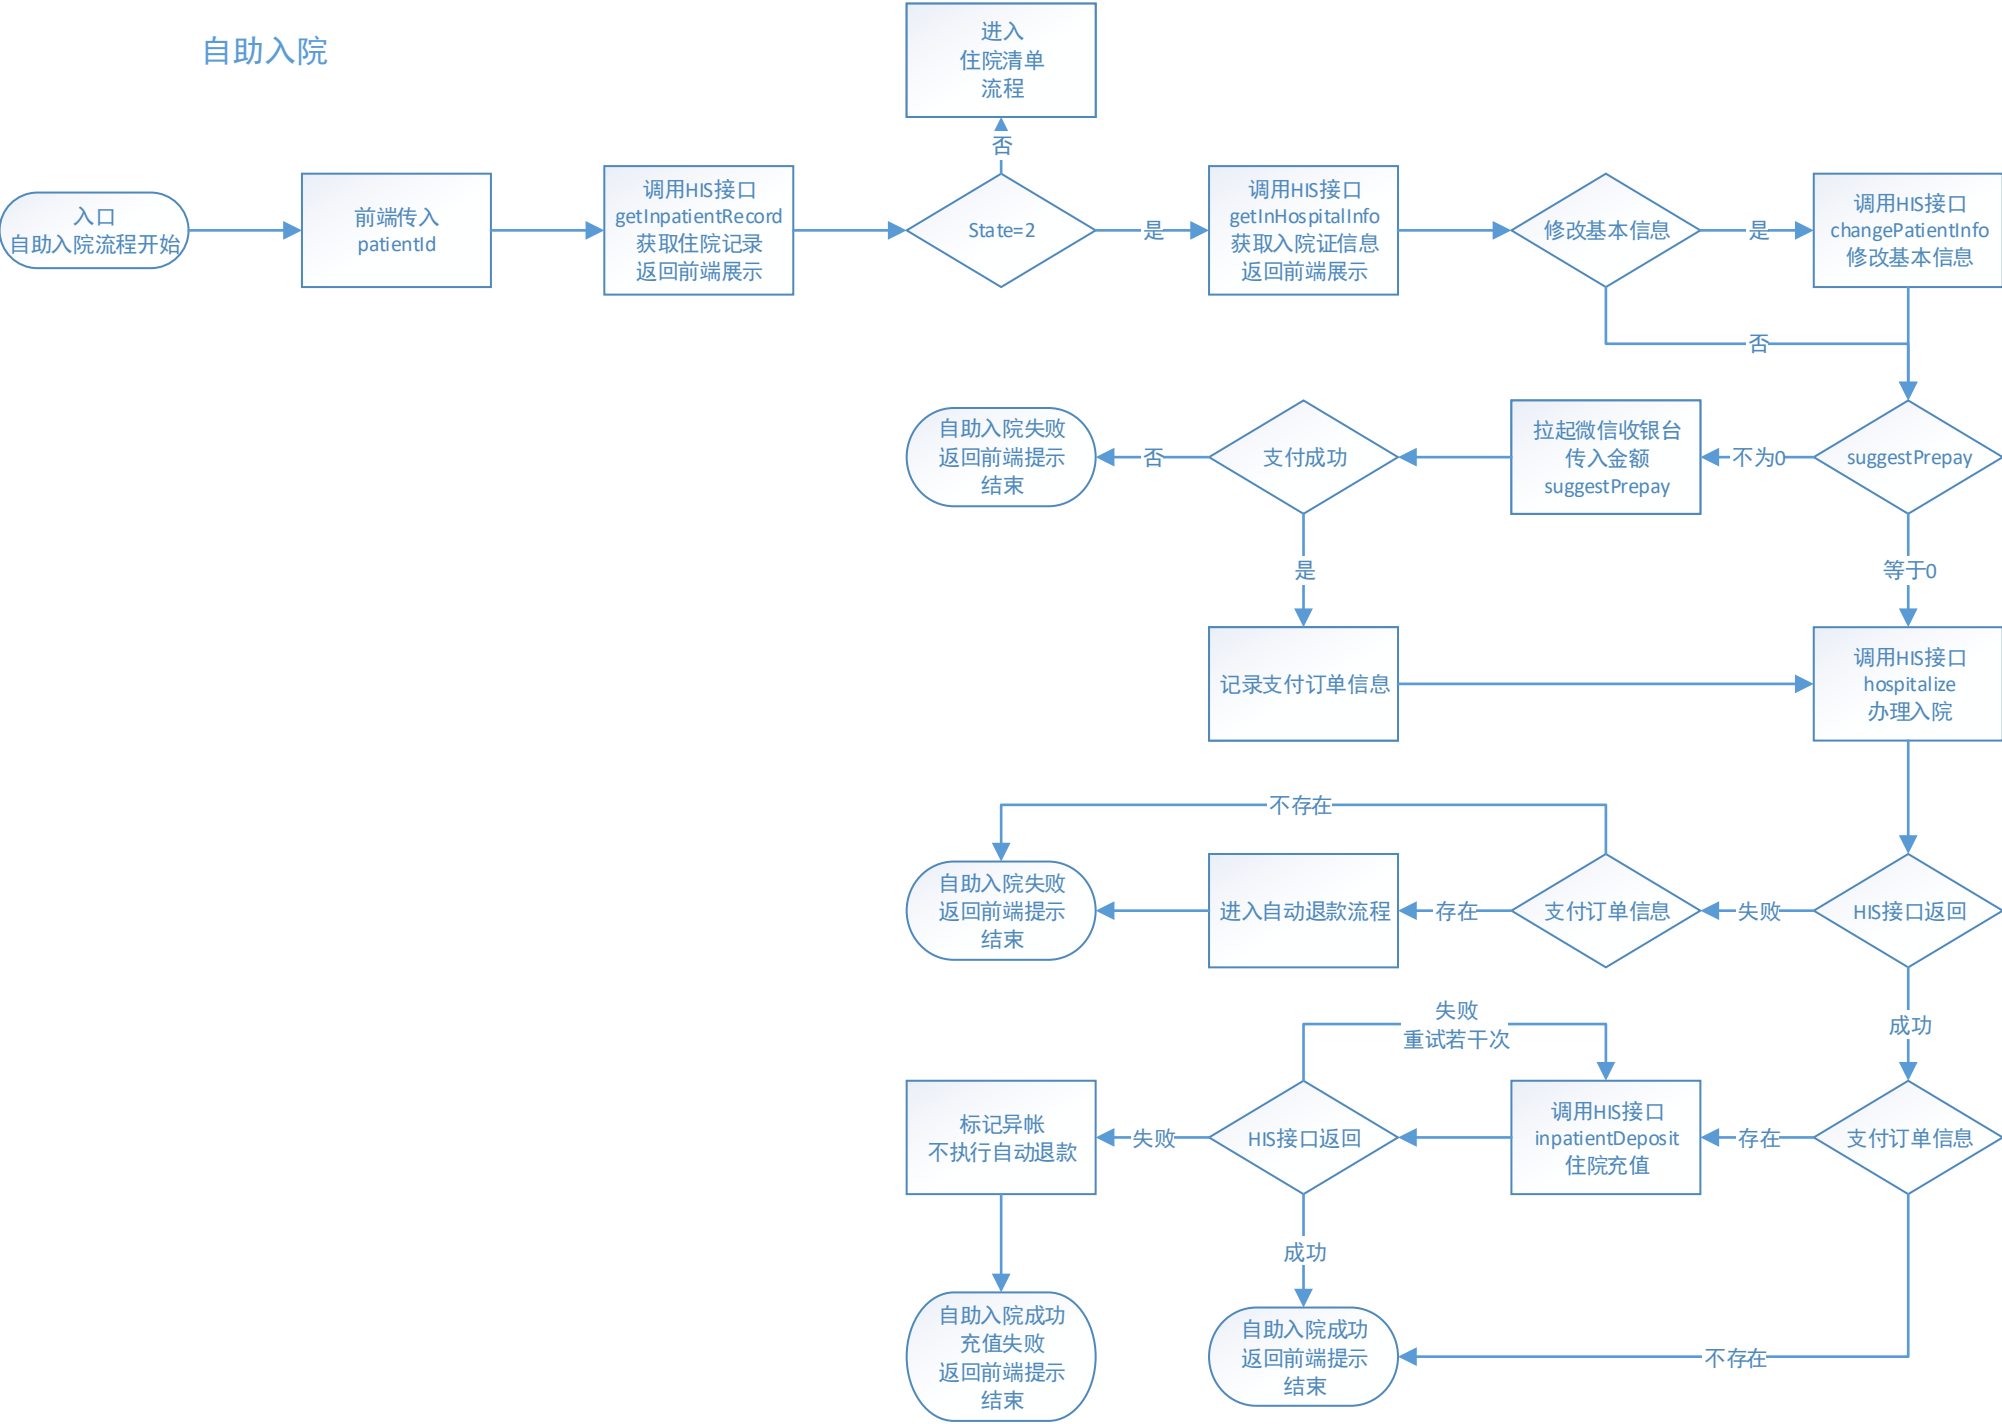 自助入院
进入
住院清单
流程
否
入口
自助入院流程开始
前端传入
patientId
调用HIS接口
getInpatientRecord
获取住院记录
返回前端展示
State=2
是
调用HIS接口
getInHospitalInfo
获取入院证信息
返回前端展示
修改基本信息
是
调用HIS接口
changePatientInfo
修改基本信息
否
自助入院失败
返回前端提示
结束
否
支付成功
拉起微信收银台
传入金额
suggestPrepay
不为0
suggestPrepay
是
等于0
记录支付订单信息
调用HIS接口
hospitalize
办理入院
不存在
自助入院失败
返回前端提示
结束
进入自动退款流程
存在
支付订单信息
失败
HIS接口返回
失败
重试若干次
成功
标记异帐
不执行自动退款
失败
HIS接口返回
调用HIS接口
inpatientDeposit
住院充值
存在
支付订单信息
成功
自助入院成功
充值失败
返回前端提示
结束
自助入院成功
返回前端提示
结束
不存在